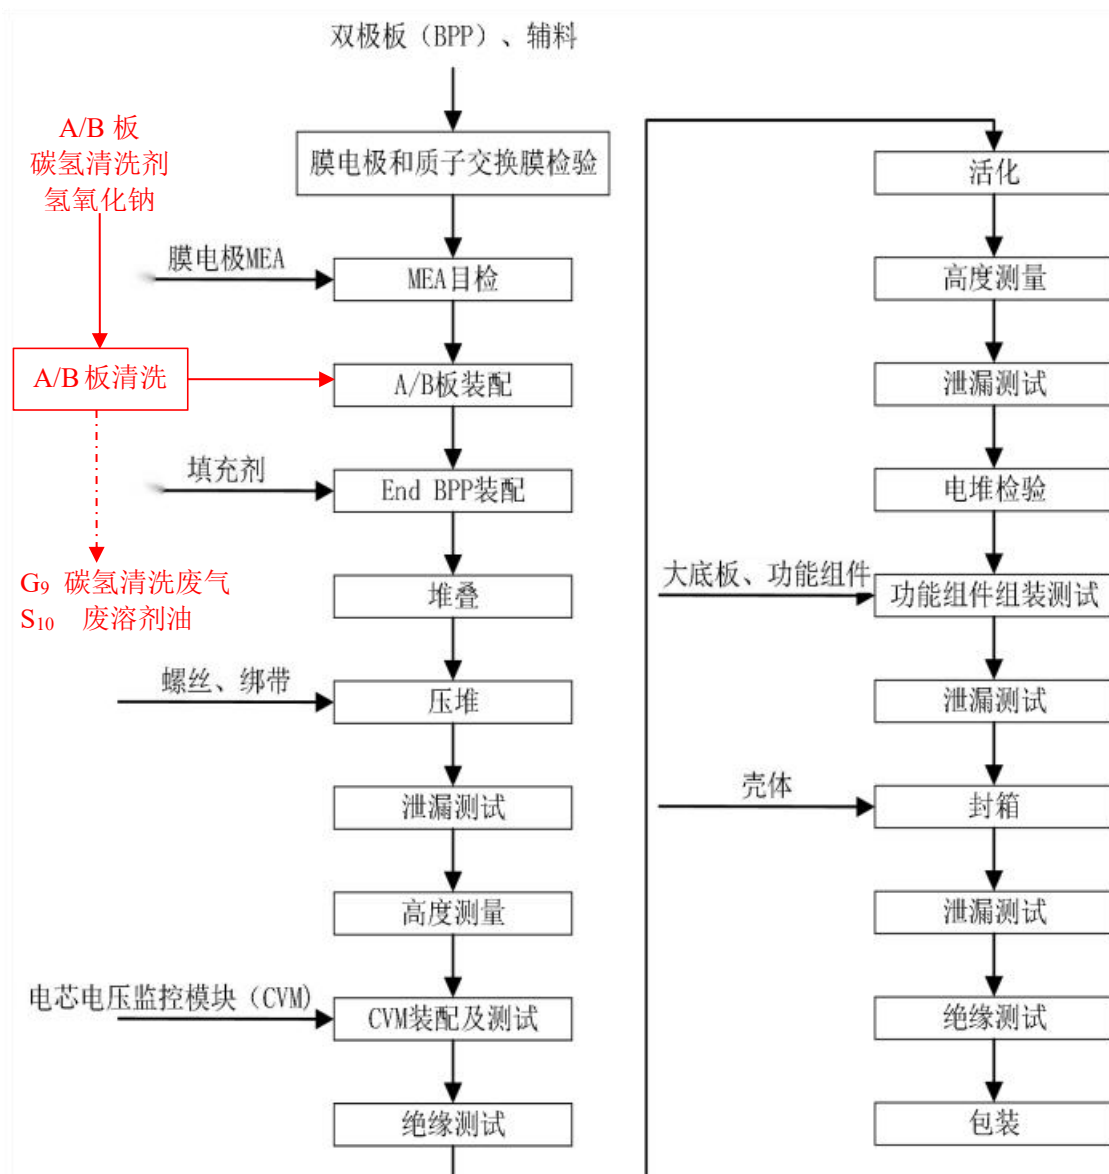 双极板（BPP）、辅料
A/B 板
碳氢清洗剂
氢氧化钠
膜电极和质子交换膜检验
膜电极MEA
MEA目检
A/B 板清洗
A/B板装配
填充剂
End BPP装配
G₉ 碳氢清洗废气
S₁₀ 废溶剂油
堆叠
螺丝、绑带
压堆
泄漏测试
高度测量
电芯电压监控模块（CVM）
CVM装配及测试
绝缘测试
活化
高度测量
泄漏测试
电堆检验
大底板、功能组件
功能组件组装测试
泄漏测试
壳体
封箱
泄漏测试
绝缘测试
包装